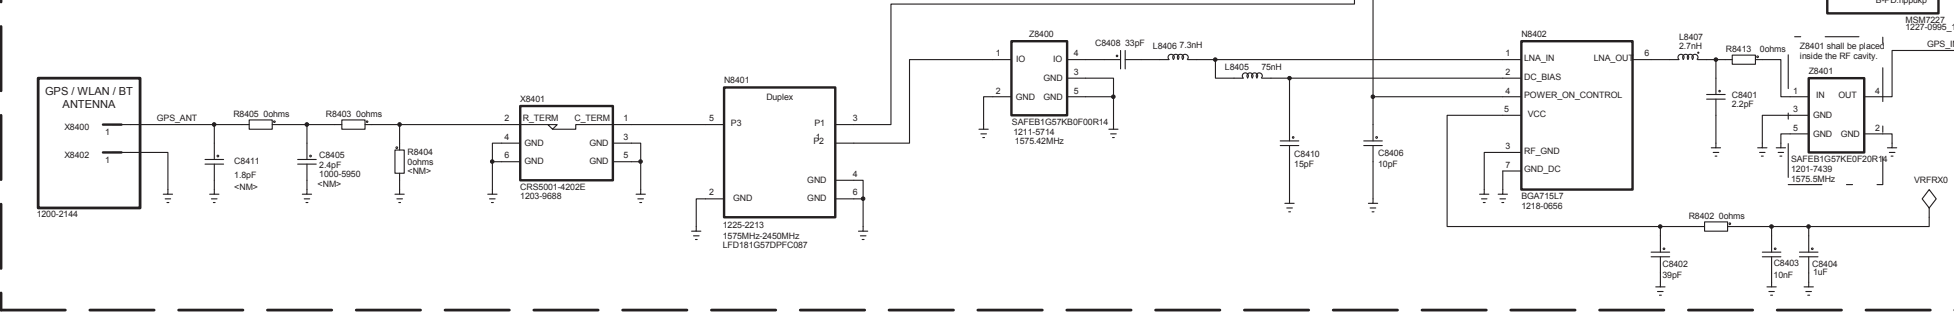 B-PD.nppukp
MSM7227
1227-0995_1
GPS / WLAN / BT
ANTENNA
X8400
1
X8402
1
1200-2144
GPS_ANT
R8405 0ohms
R8403 0ohms
C8411
1.8pF
<NM>
C8405
2.4pF
1000-5950
<NM>
R8404
0ohms
<NM>
X8401
2
R_TERM
C_TERM
1
4
GND
GND
3
6
GND
GND
5
CRS5001-4202E
1203-9688
N8401
Duplex
5
P3
P1
3
1
P2
GND
4
2
GND
GND
6
1225-2213
1575MHz-2450MHz
LFD181G57DPFC087
Z8400
1
IO
IO
4
GND
3
2
GND
GND
5
SAFEB1G57KB0F00R14
1211-5714
1575.42MHz
C8408 33pF
L8406 7.3nH
L8405 75nH
C8410
15pF
C8406
10pF
N8402
1
LNA_IN
LNA_OUT
6
2
DC_BIAS
4
POWER_ON_CONTROL
5
VCC
3
RF_GND
7
GND_DC
BGA715L7
1218-0656
L8407
2.7nH
R8413 0ohms
C8401
2.2pF
Z8401 shall be placed
inside the RF cavity.
Z8401
1
IN
OUT
4
3
GND
5
GND
GND
2
SAFEB1G57KE0F20R14
1201-7439
1575.5MHz
GPS_I
VRFRX0
R8402 0ohms
C8402
39pF
C8403
10nF
C8404
1uF